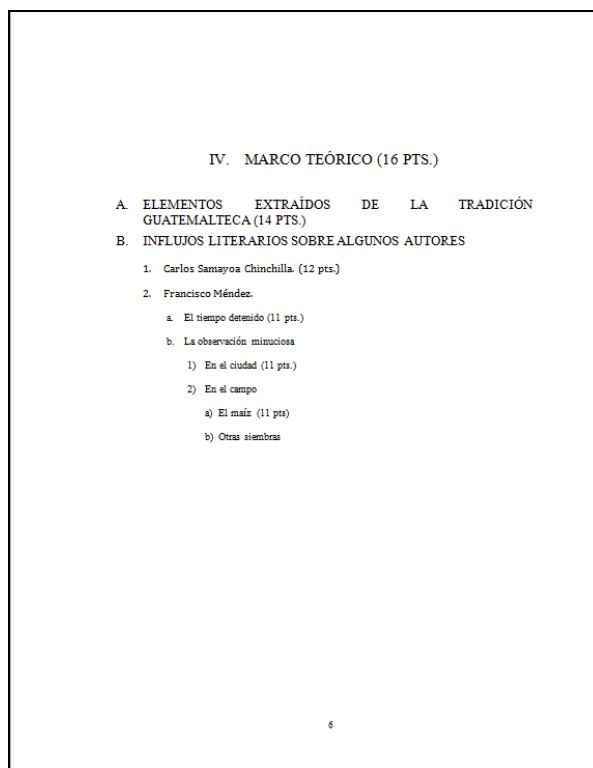 IV. MARCO TEÓRICO (16 PTS.)
A. ELEMENTOS EXTRAÍDOS DE LA TRADICIÓN
GUATEMALTECA (14 PTS.)
B. INFLUJOS LITERARIOS SOBRE ALGUNOS AUTORES
1. Carlos Samayoa Chinchilla. (12 pts.)
2. Francisco Méndez.
a. El tiempo detenido (11 pts.)
b. La observación minuciosa
1) En el ciudad (11 pts.)
2) En el campo
a) El maíz (11 pts)
b) Otras siembras
6